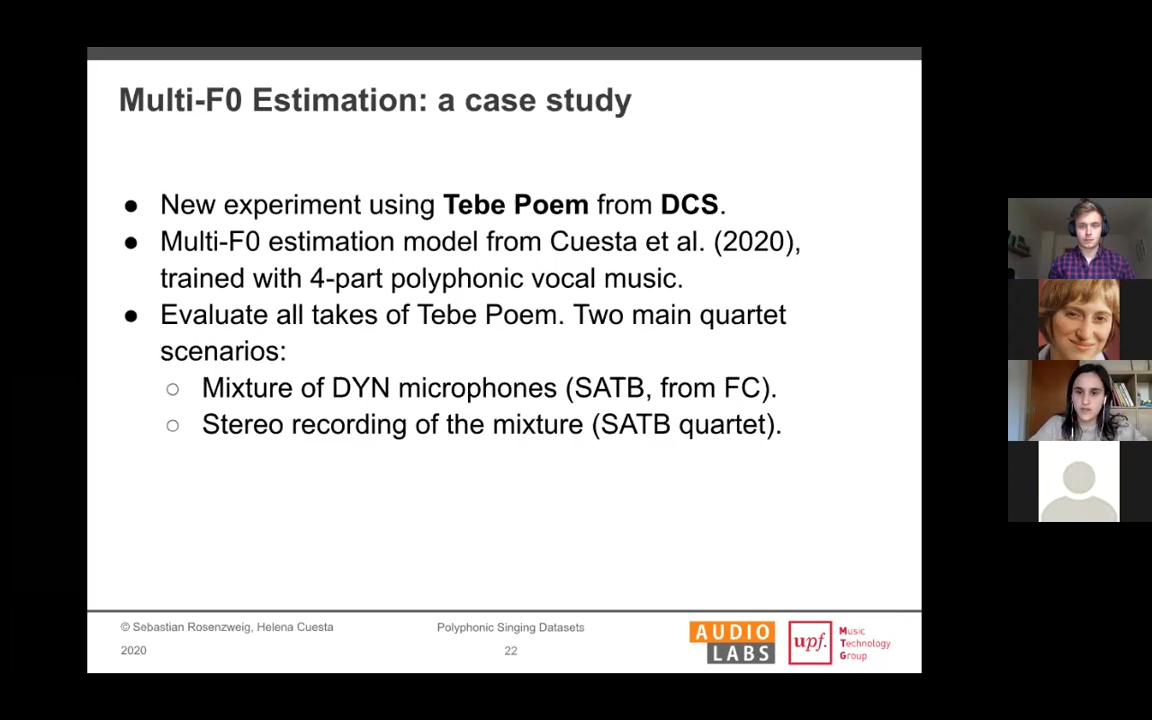 Multi-F0 Estimation: a case study
● New experiment using Tebe Poem from DCS.
● Multi-F0 estimation model from Cuesta et al. (2020),
trained with 4-part polyphonic vocal music.
● Evaluate all takes of Tebe Poem. Two main quartet
scenarios:
○ Mixture of DYN microphones (SATB, from FC).
○ Stereo recording of the mixture (SATB quartet).
© Sebastian Rosenzweig, Helena Cuesta
2020
Polyphonic Singing Datasets
22
AUDIO
LABS
upf.
Music
Technology
Group